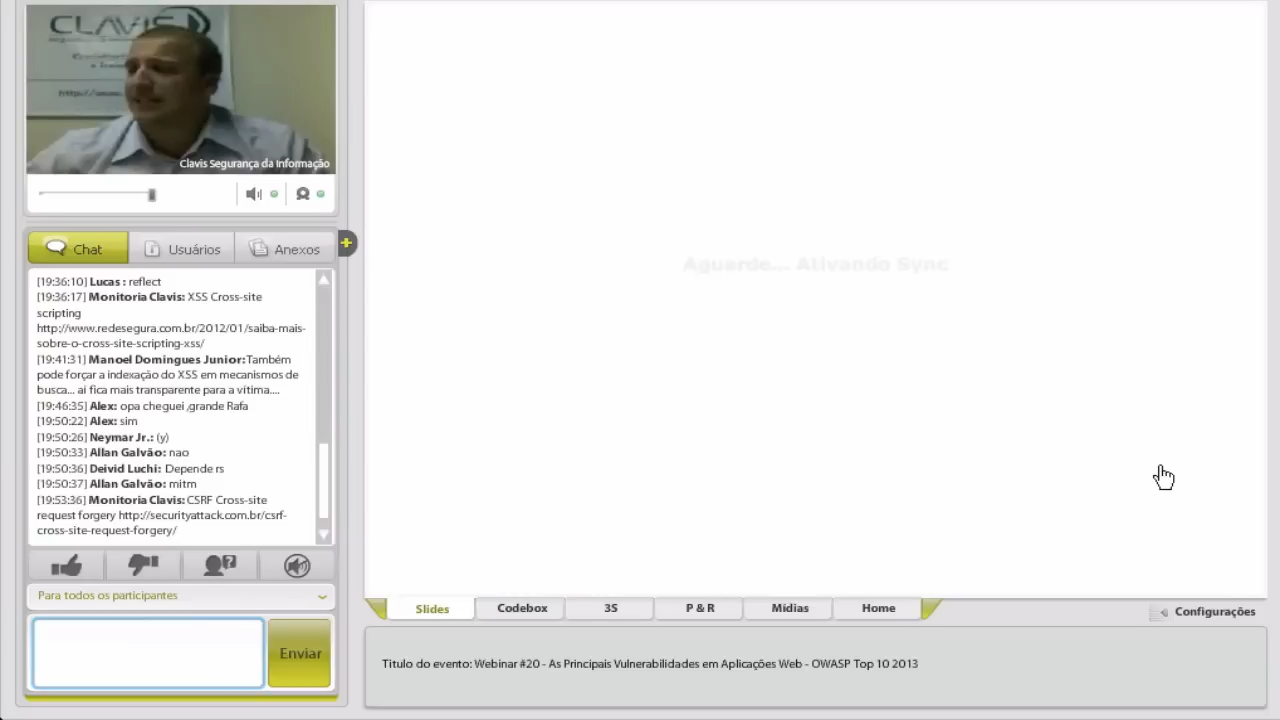 CLAVIS
Clavis Segurança da Informação
Chat
Usuários
Anexos
[19:36:10] Lucas : reflect
[19:36:17] Monitoria Clavis: XSS Cross-site
scripting
http://www.redesegura.com.br/2012/01/saiba-mais-
sobre-o-cross-site-scripting-xss/
[19:41:31] Manoel Domingues Junior:Também
pode forçar a indexação do XSS em mecanismos de
busca... aí fica mais transparente para a vítima....
[19:46:35] Alex: opa cheguei ,grande Rafa
[19:50:22] Alex: sim
[19:50:26] Neymar Jr.: (y)
[19:50:33] Allan Galvão: nao
[19:50:36] Deivid Luchi: Depende rs
[19:50:37] Allan Galvão: mitm
[19:53:36] Monitoria Clavis: CSRF Cross-site
request forgery http://securityattack.com.br/csrf-
cross-site-request-forgery/
Para todos os participantes
Enviar
Aguarde... Ativando Sync
Slides
Codebox
3S
P & R
Mídias
Home
Configurações
Titulo do evento: Webinar #20 - As Principais Vulnerabilidades em Aplicações Web - OWASP Top 10 2013